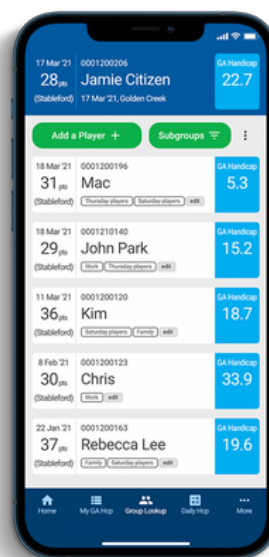 17 Mar '21 0001200206 GA Handicap
28pts Jamie Citizen 22.7
(Stableford) 17 Mar '21, Golden Creek
Add a Player + Subgroups
18 Mar '21 0001200196 GA Handicap
31 pts Mac 5.3
(Stableford) Thursday players Saturday players edit
18 Mar '21 0001210140 GA Handicap
29pts John Park 15.2
(Stableford) Work Thursday players edit
11 Mar '21 0001200120 GA Handicap
36pts Kim 18.7
(Stableford) Saturday players Family edit
8 Feb '21 0001200123 GA Handicap
30pts Chris 33.9
(Stableford) Work edit
22 Jan '21 0001200163 GA Handicap
37pts Rebecca Lee 19.6
(Stableford) Family Saturday players edit
Home My GA Hcp Group Lookup Daily Hcp More